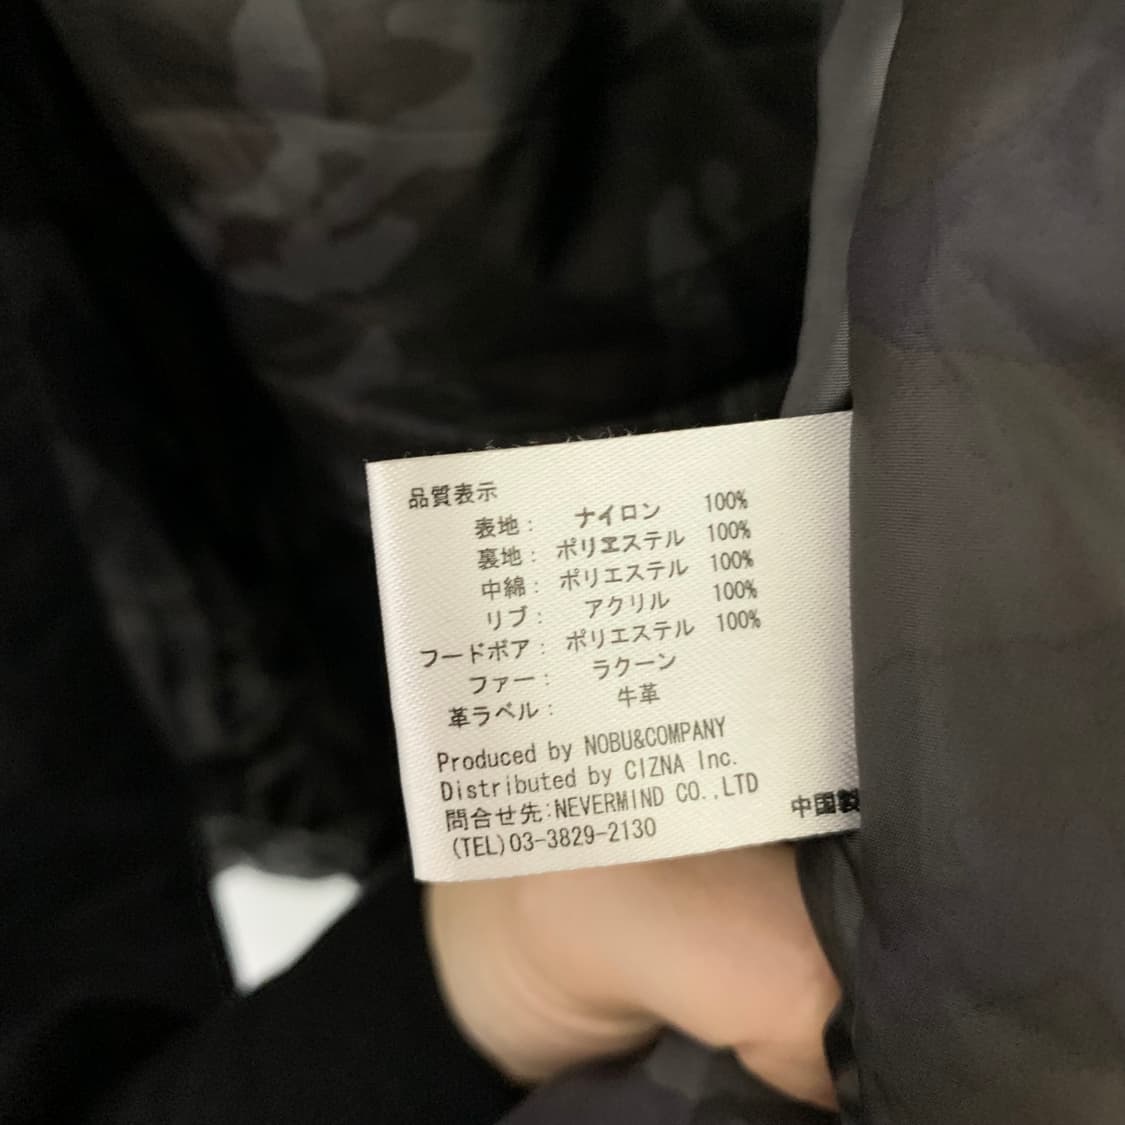 品質表示
表地: ナイロン 100%
裏地: ポリエステル 100%
中綿: ポリエステル 100%
リブ: アクリル 100%
フードボア: ポリエステル 100%
ファー: ラクーン
革ラベル: 牛革
Produced by NOBU&COMPANY
Distributed by CIZNA Inc.
問合せ先:NEVERMIND CO.,LTD
(TEL)03-3829-2130
中国製